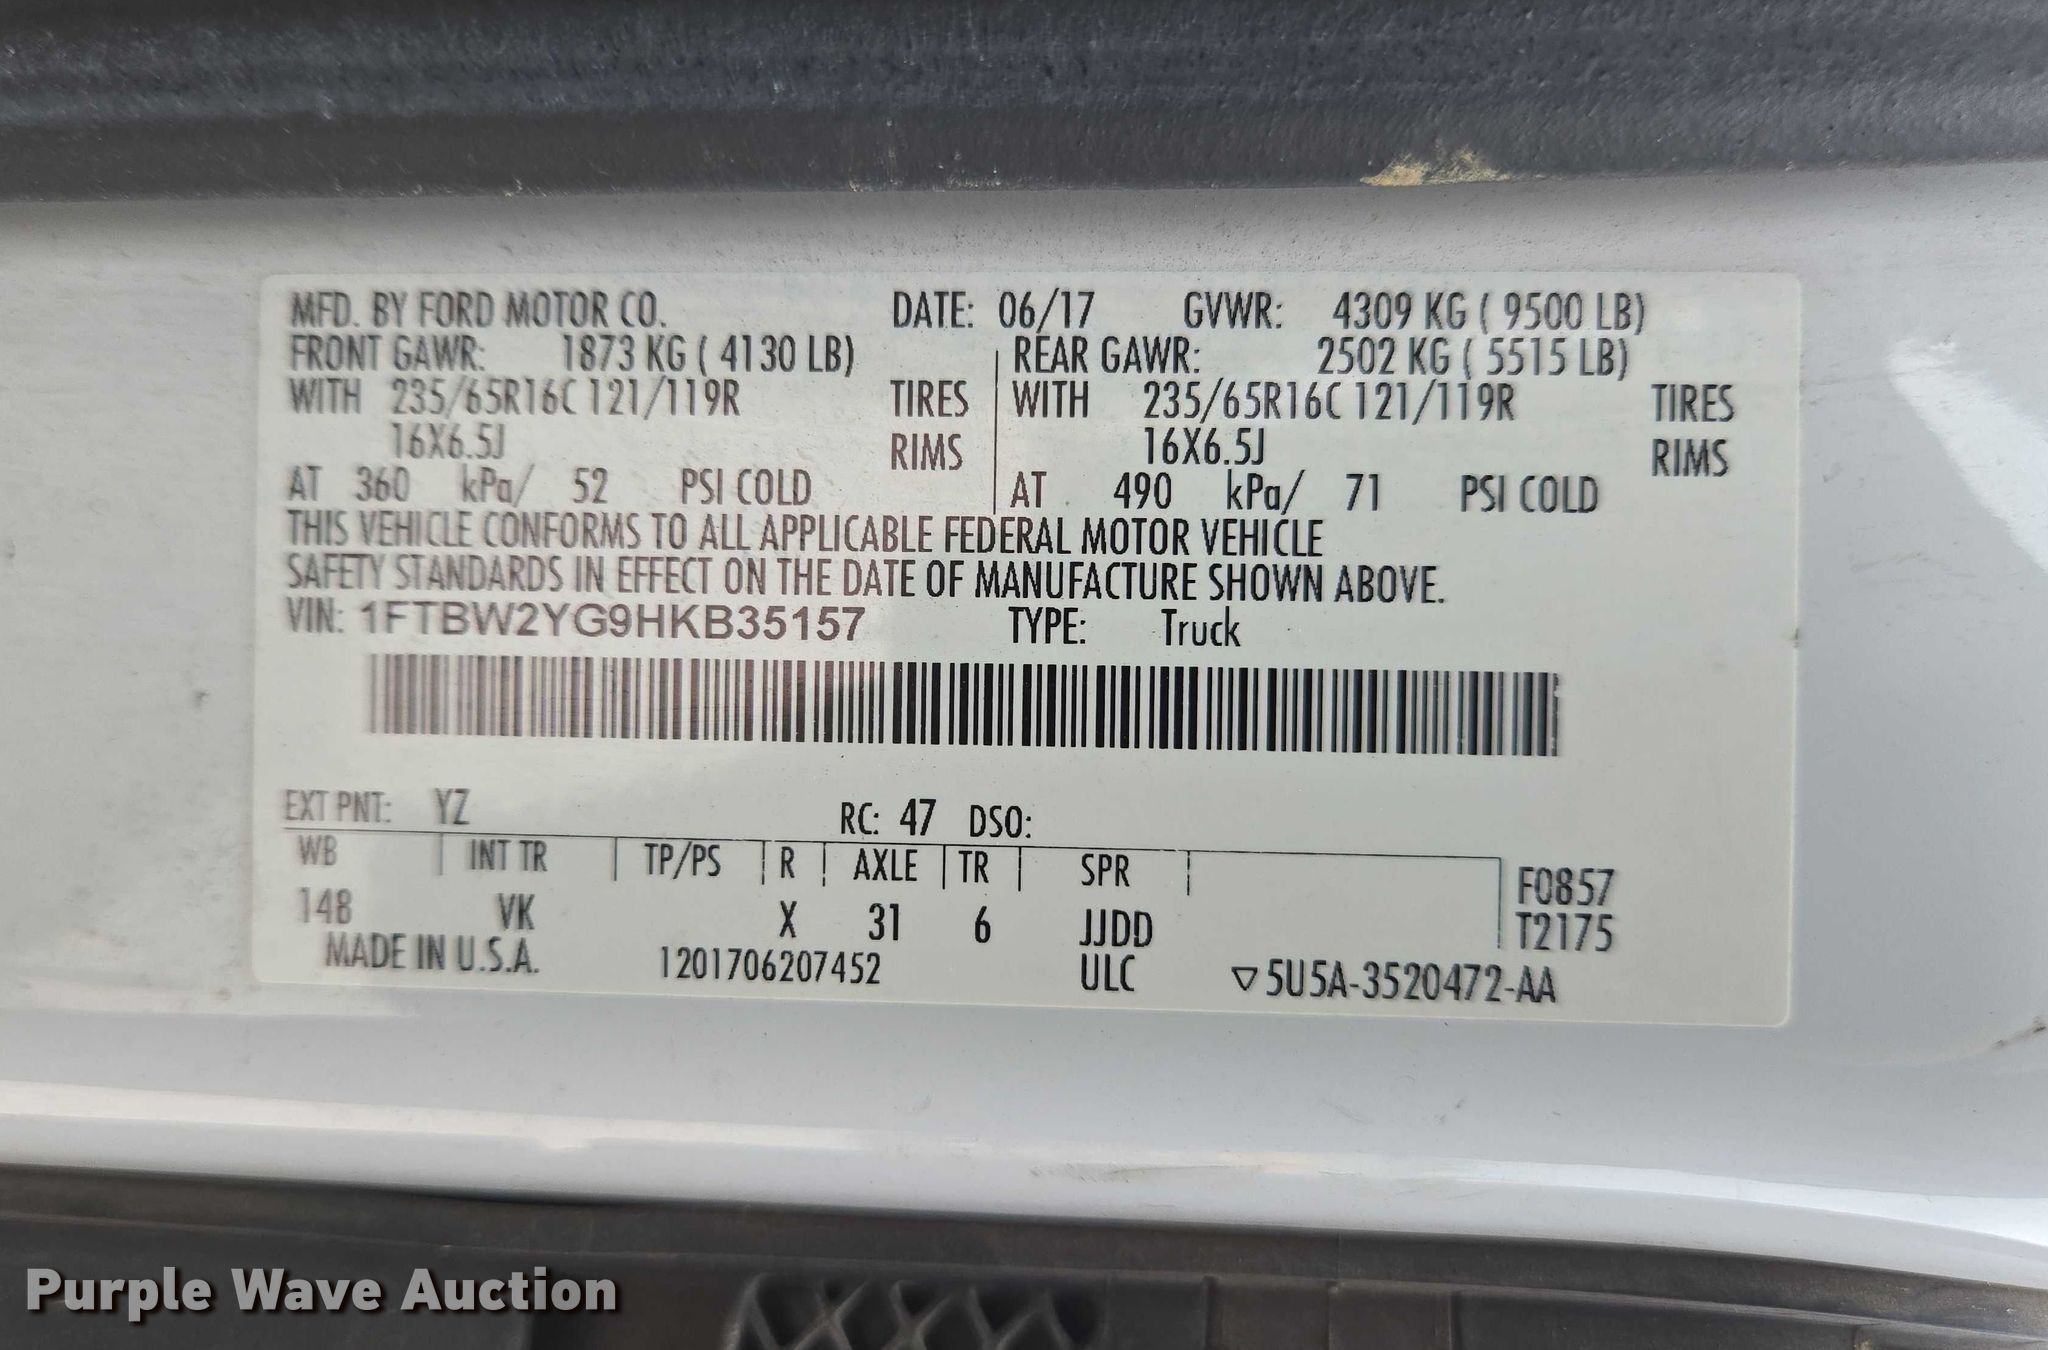 MFD. BY FORD MOTOR CO. DATE: 06/17 GVWR: 4309 KG ( 9500 LB)
FRONT GAWR: 1873 KG ( 4130 LB) REAR GAWR: 2502 KG ( 5515 LB)
WITH 235/65R16C 121/119R TIRES WITH 235/65R16C 121/119R TIRES
16X6.5J RIMS 16X6.5J RIMS
AT 360 kPa/ 52 PSI COLD AT 490 kPa/ 71 PSI COLD
THIS VEHICLE CONFORMS TO ALL APPLICABLE FEDERAL MOTOR VEHICLE
SAFETY STANDARDS IN EFFECT ON THE DATE OF MANUFACTURE SHOWN ABOVE.
VIN: 1FTBW2YG9HKB35157 TYPE: Truck
EXT PNT: YZ RC: 47 DSO:
WB INT TR TP/PS R AXLE TR SPR F0857
148 VK X 31 6 JJDD T2175
MADE IN U.S.A. 1201706207452 ULC ▽5U5A-3520472-AA
Purple Wave Auction